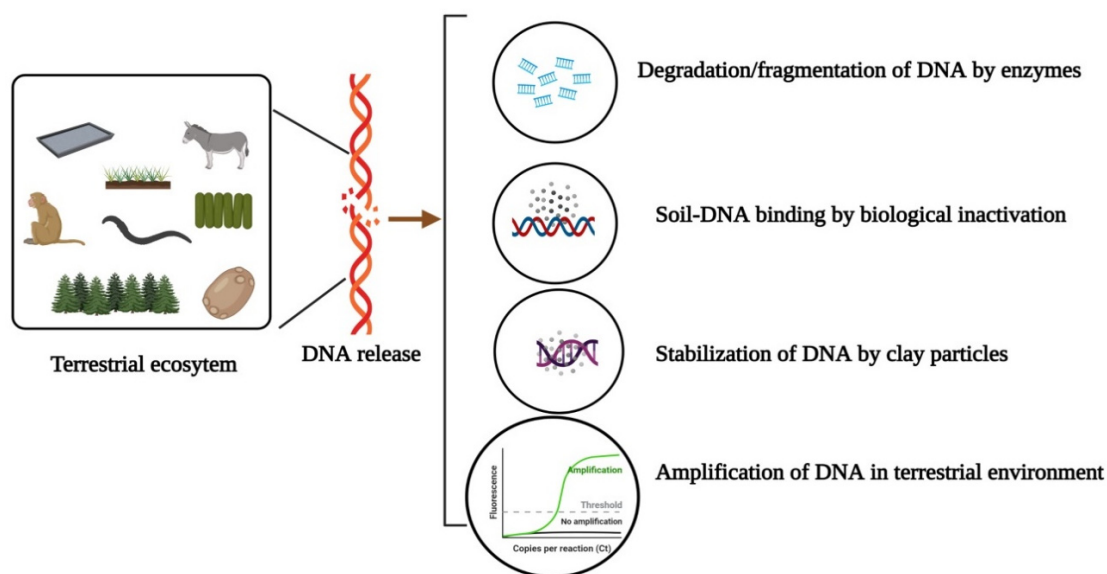 Degradation/fragmentation of DNA by enzymes
Soil-DNA binding by biological inactivation
Terrestrial ecosytem
DNA release
Stabilization of DNA by clay particles
Amplification of DNA in terrestrial environment
Fluorescence
Amplification
Threshold
No amplification
Copies per reaction (Ct)